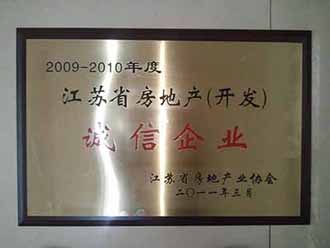 2009-2010年度
江苏省房地产(开发)
诚信企业
江苏省房地产业协会
二〇一一年三月